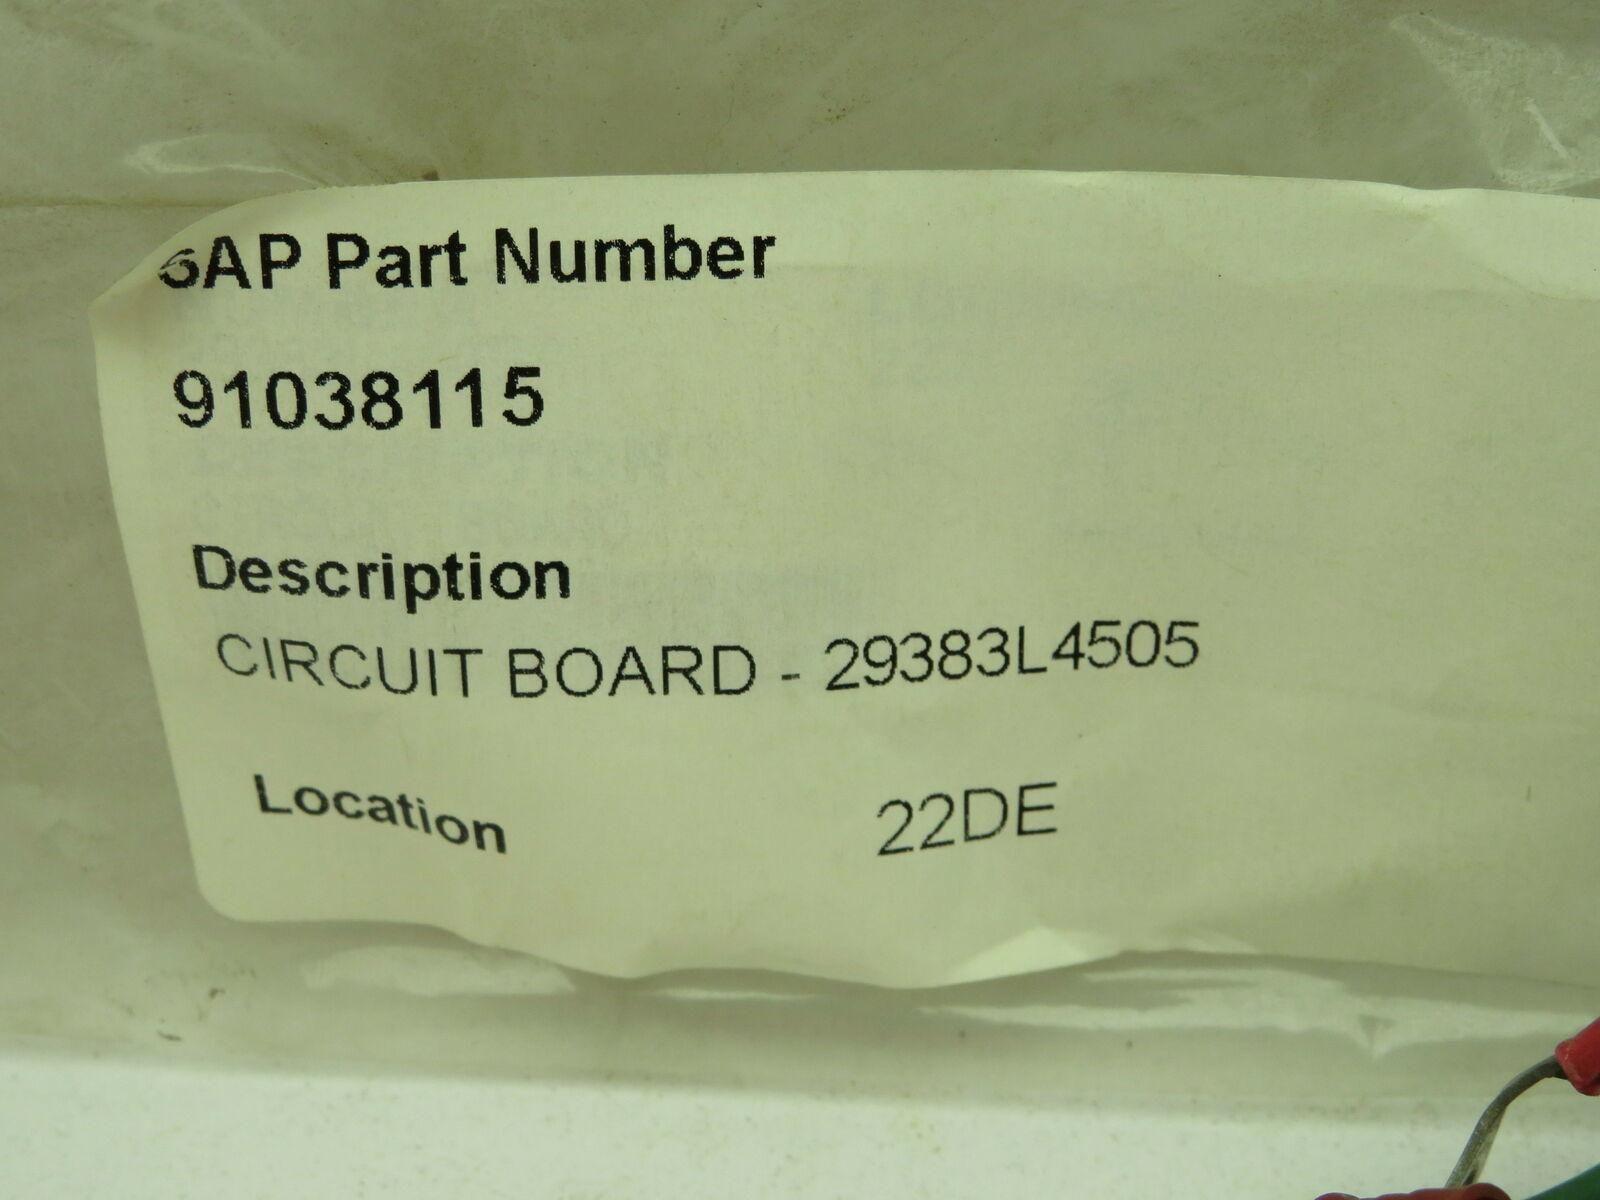 SAP Part Number
91038115
Description
CIRCUIT BOARD - 29383L4505
Location 22DE